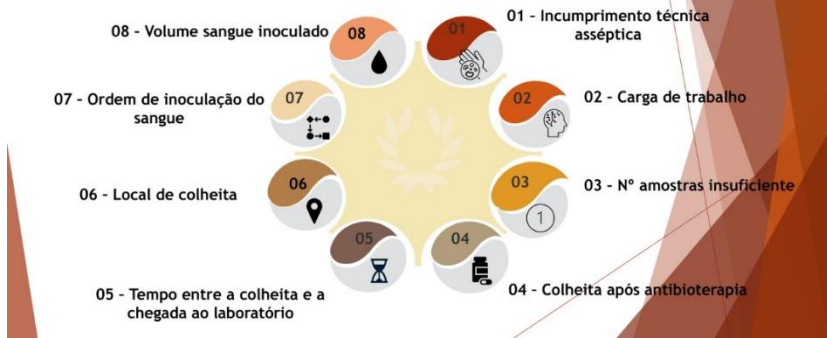 01 - Incumprimento técnica
asséptica
02 - Carga de trabalho
03 - Nº amostras insuficiente
04 - Colheita após antibioterapia
05 - Tempo entre a colheita e a
chegada ao laboratório
06 - Local de colheita
07 - Ordem de inoculação do
sangue
08 - Volume sangue inoculado
01
02
03
1
04
05
06
07
08